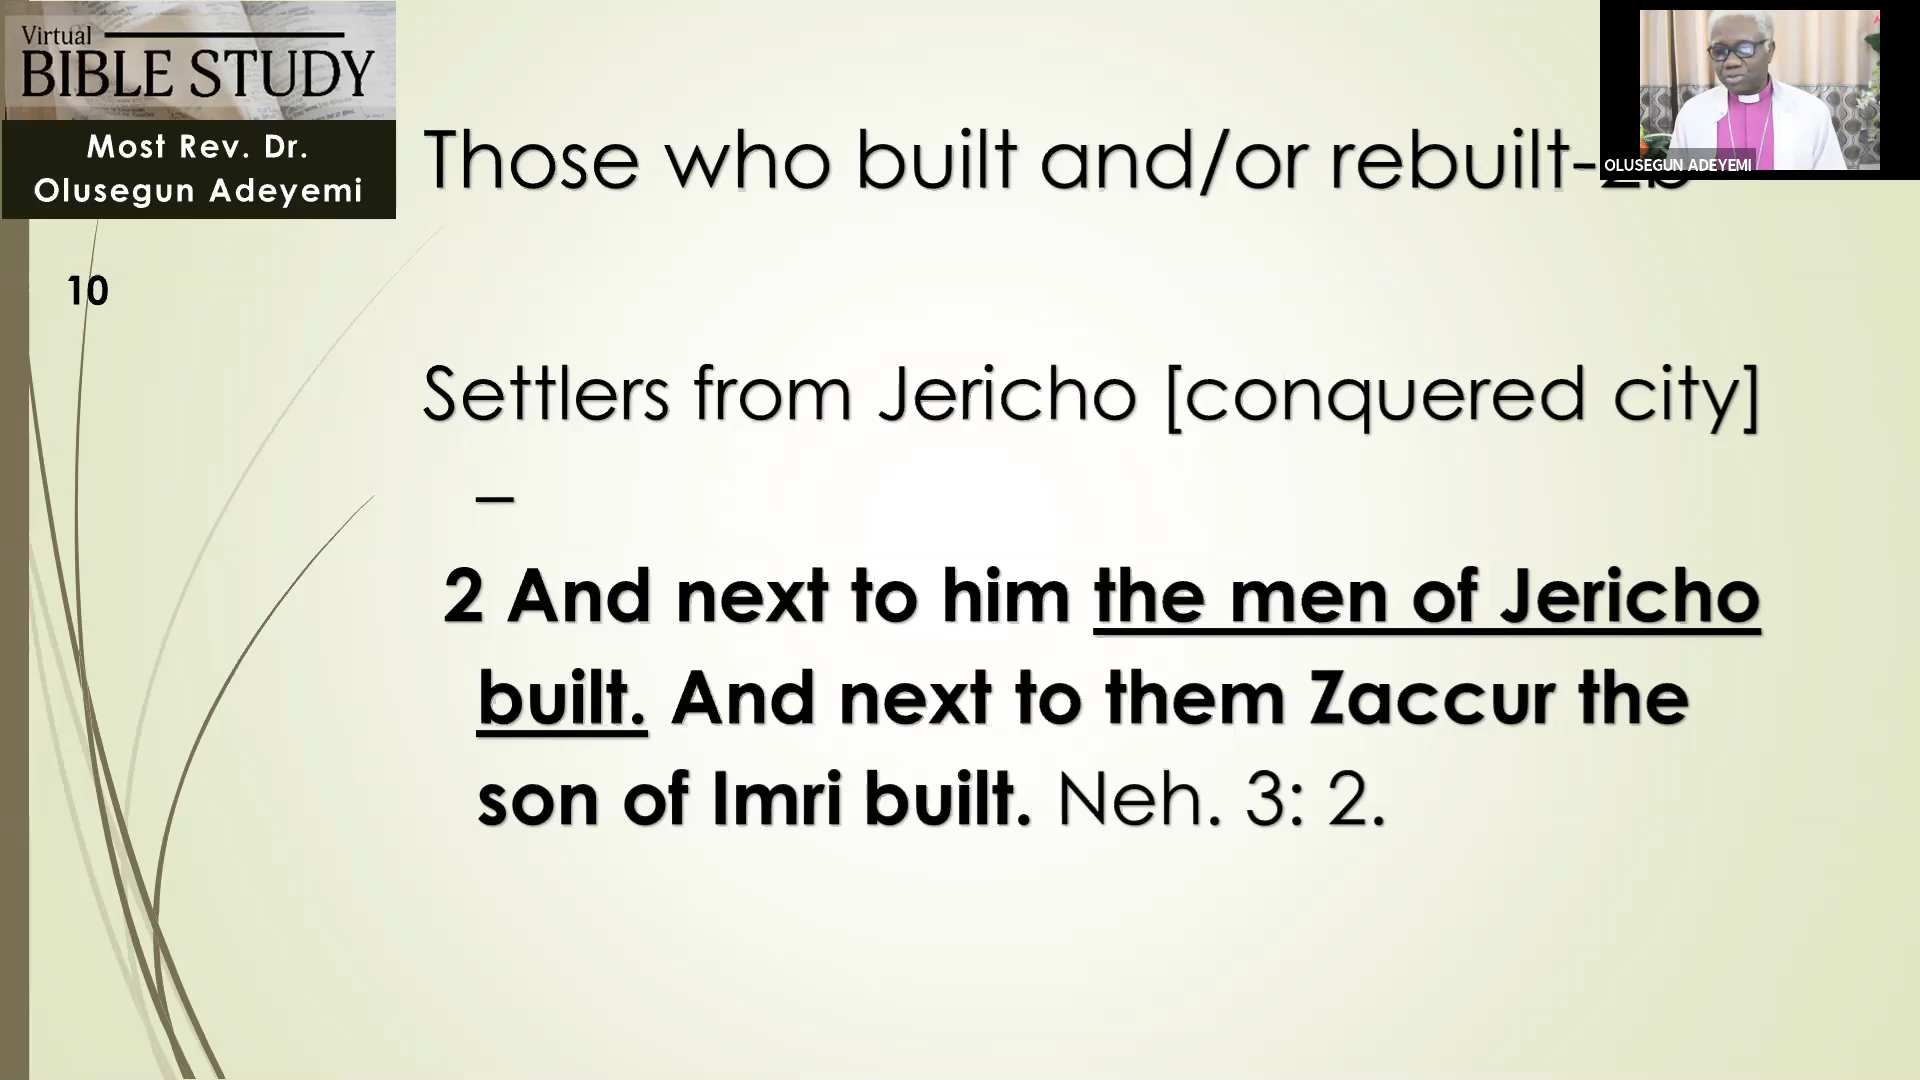 Virtual
BIBLE STUDY
Most Rev. Dr.
Olusegun Adeyemi
OLUSEGUN ADEYEMI
Those who built and/or rebuilt-2b
10
Settlers from Jericho [conquered city]
–
2 And next to him the men of Jericho
built. And next to them Zaccur the
son of Imri built. Neh. 3: 2.